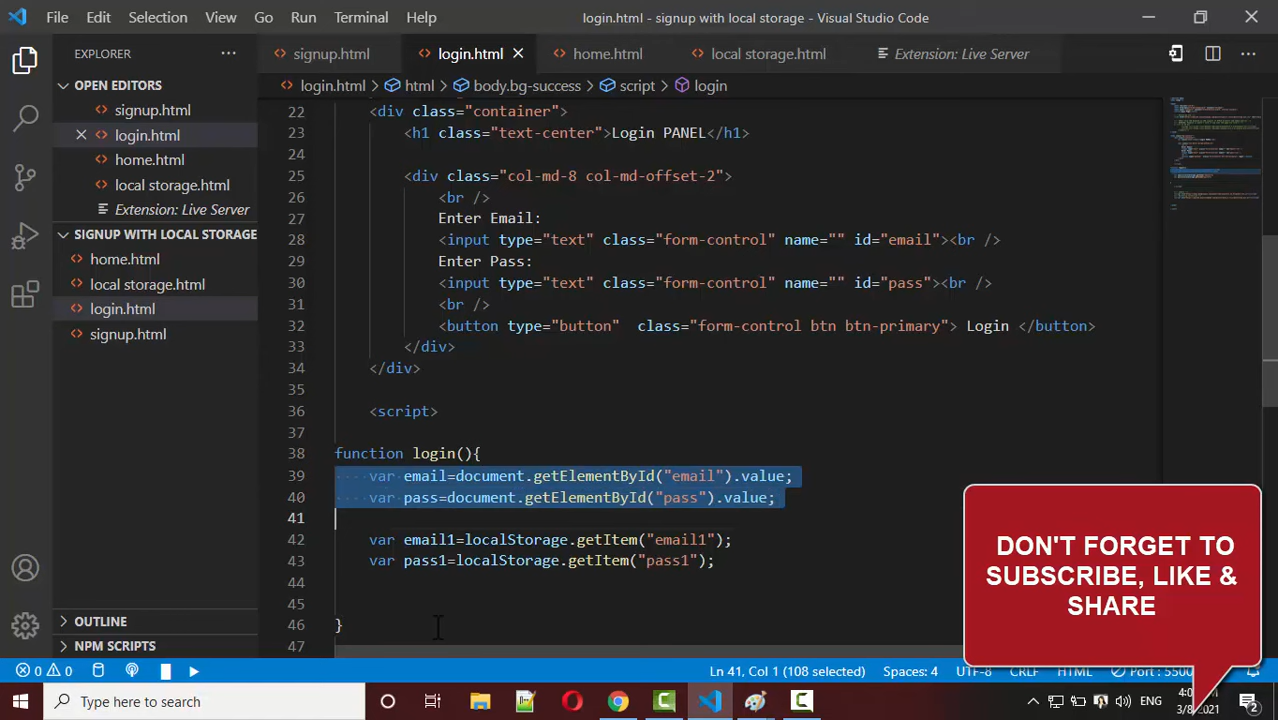 File Edit Selection View Go Run Terminal Help login.html - signup with local storage - Visual Studio Code
EXPLORER
signup.html login.html home.html local storage.html Extension: Live Server
login.html > html > body.bg-success > script > login
OPEN EDITORS
signup.html
login.html
home.html
local storage.html
Extension: Live Server
SIGNUP WITH LOCAL STORAGE
home.html
local storage.html
login.html
signup.html
OUTLINE
NPM SCRIPTS
22 <div class="container">
23 <h1 class="text-center">Login PANEL</h1>
24
25 <div class="col-md-8 col-md-offset-2">
26 <br />
27 Enter Email:
28 <input type="text" class="form-control" name="" id="email"><br />
29 Enter Pass:
30 <input type="text" class="form-control" name="" id="pass"><br />
31 <br />
32 <button type="button"  class="form-control btn btn-primary"> Login </button>
33 </div>
34 </div>
35
36 <script>
37
38 function login(){
39 var email=document.getElementById("email").value;
40 var pass=document.getElementById("pass").value;
41
42 var email1=localStorage.getItem("email1");
43 var pass1=localStorage.getItem("pass1");
44
45
46 }
47
DON'T FORGET TO
SUBSCRIBE, LIKE &
SHARE
0 0 Ln 41, Col 1 (108 selected) Spaces: 4 UTF-8 CRLF HTML Port : 5500
Type here to search ENG
2